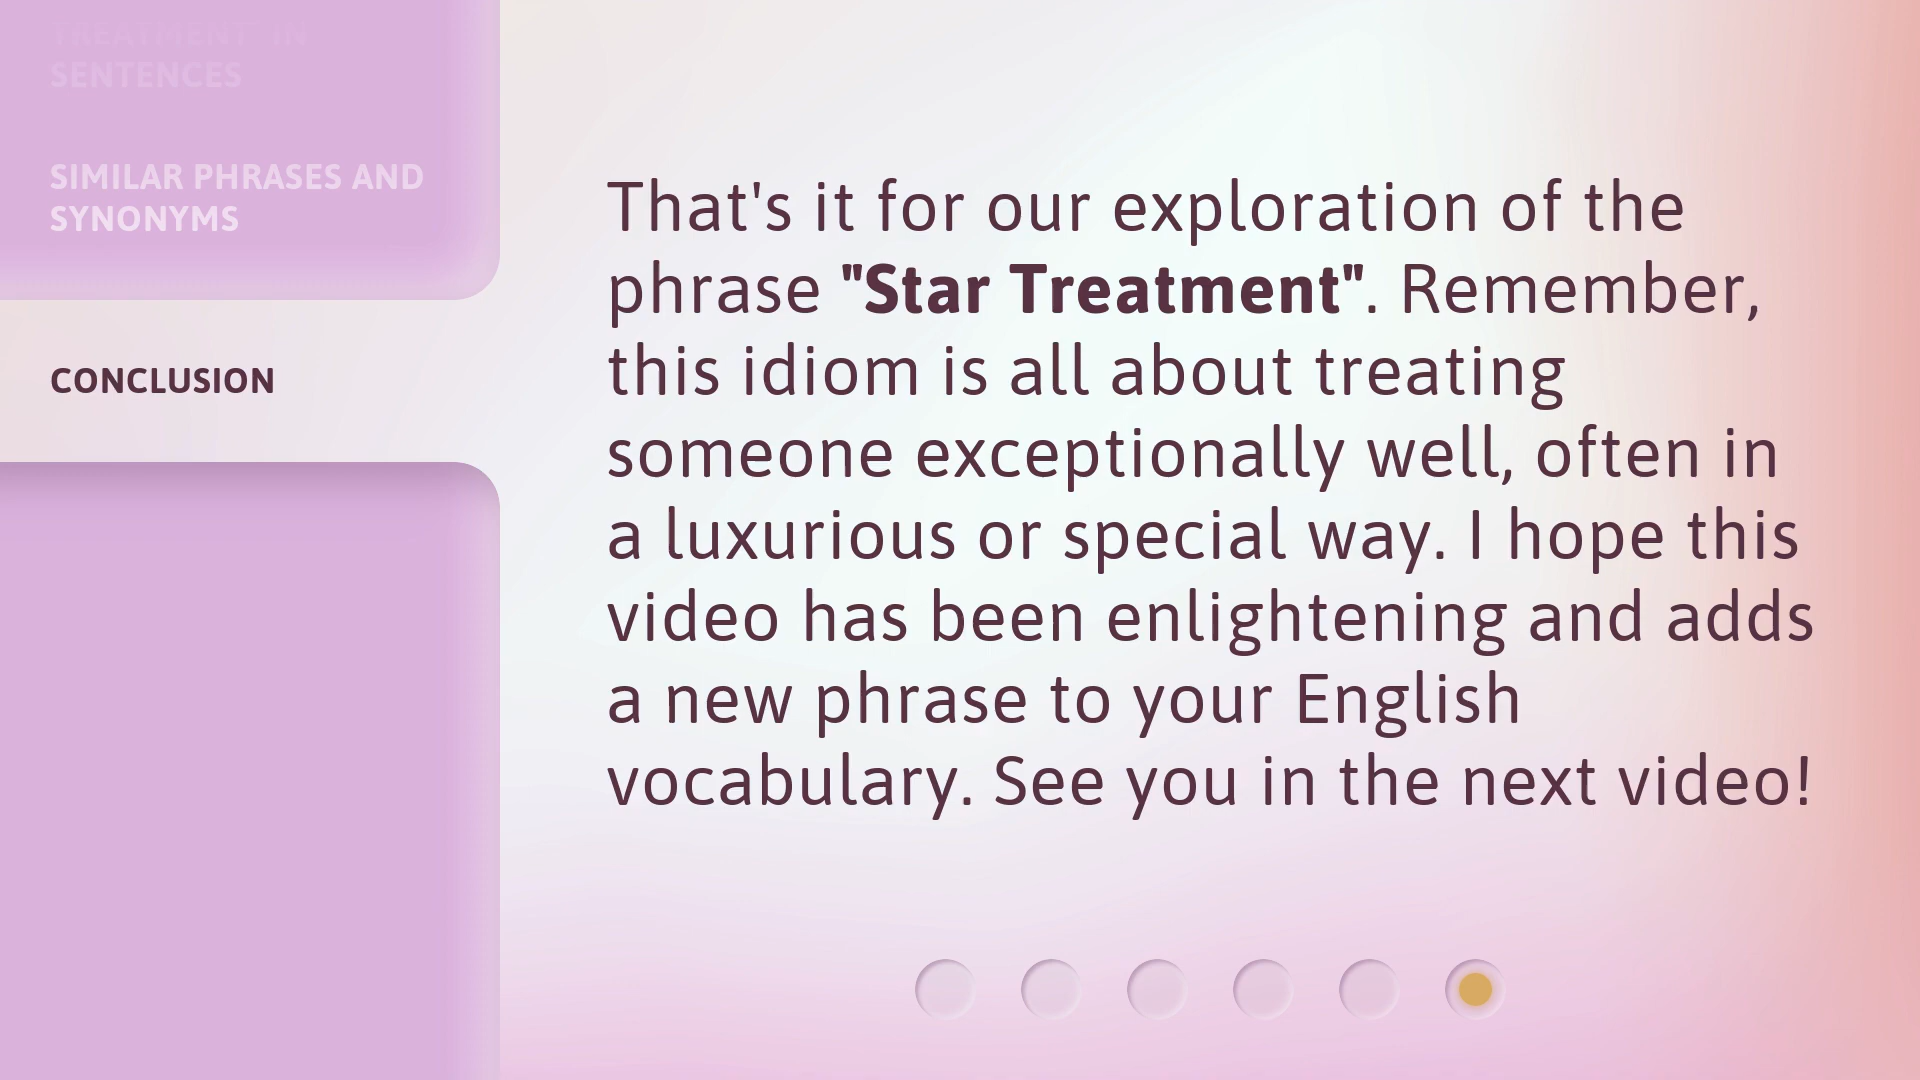 TREATMENT" IN
SENTENCES
SIMILAR PHRASES AND
SYNONYMS
CONCLUSION
That's it for our exploration of the
phrase "Star Treatment". Remember,
this idiom is all about treating
someone exceptionally well, often in
a luxurious or special way. I hope this
video has been enlightening and adds
a new phrase to your English
vocabulary. See you in the next video!